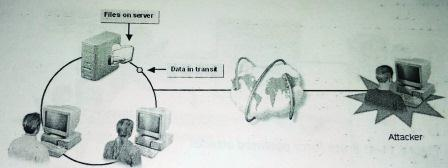 Files on server
Data in transit
Attacker